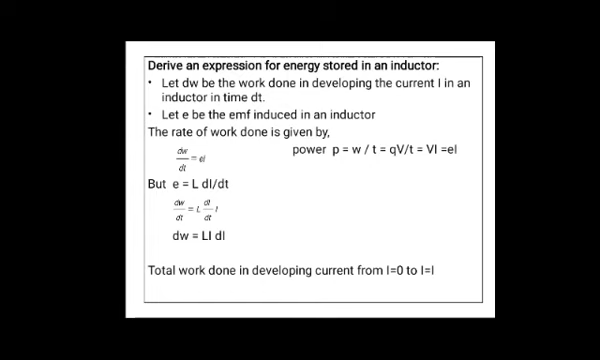 Derive an expression for energy stored in an inductor:
• Let dw be the work done in developing the current I in an
inductor in time dt.
• Let e be the emf induced in an inductor
The rate of work done is given by,
dw/dt = eI power p = w / t = qV/t = VI =eI
But e = L dI/dt
dw/dt = L dI/dt I
dw = LI dI
Total work done in developing current from I=0 to I=I